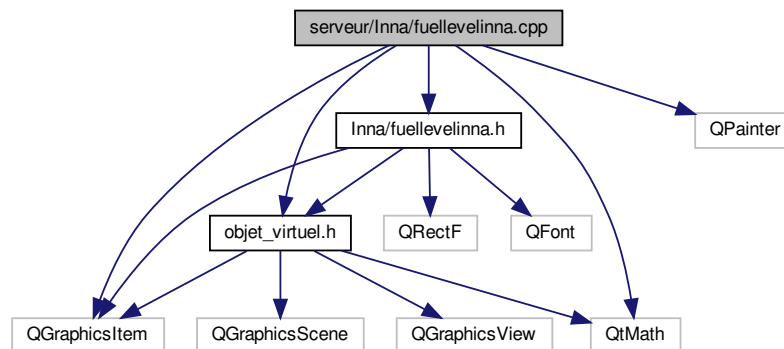 serveur/Inna/fuellevelinna.cpp
Inna/fuellevelinna.h
QPainter
objet_virtuel.h
QRectF
QFont
QGraphicsItem
QGraphicsScene
QGraphicsView
QtMath